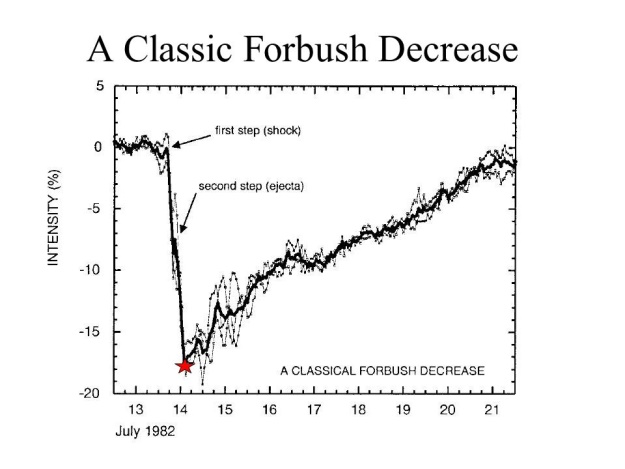 A Classic Forbush Decrease
5
0
-5
-10
-15
-20
INTENSITY (%)
first step (shock)
second step (ejecta)
A CLASSICAL FORBUSH DECREASE
13 14 15 16 17 18 19 20 21
July 1982